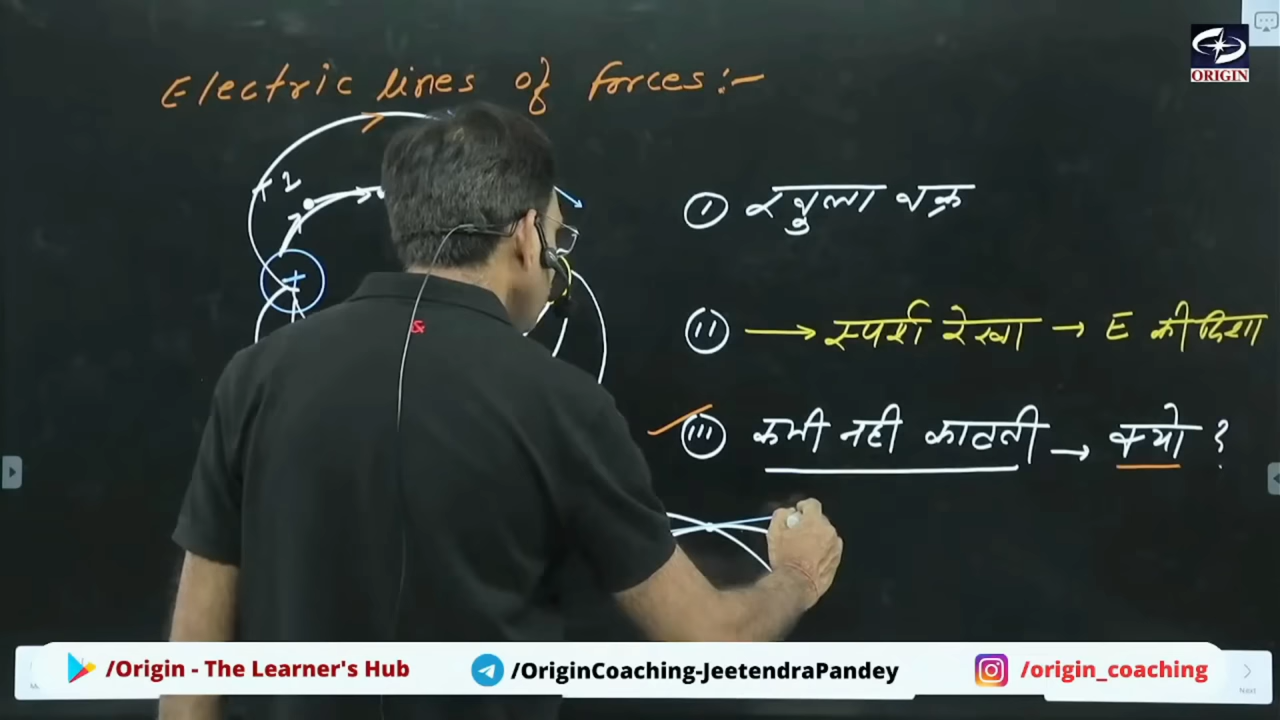 Electric lines of forces:-
ORIGIN
1
+
(i) खुला वक्र
(ii) → स्पर्श रेखा → E की दिशा
(iii) कभी नही काटती → क्यो ?
/Origin - The Learner's Hub
/OriginCoaching-JeetendraPandey
/origin_coaching
Next